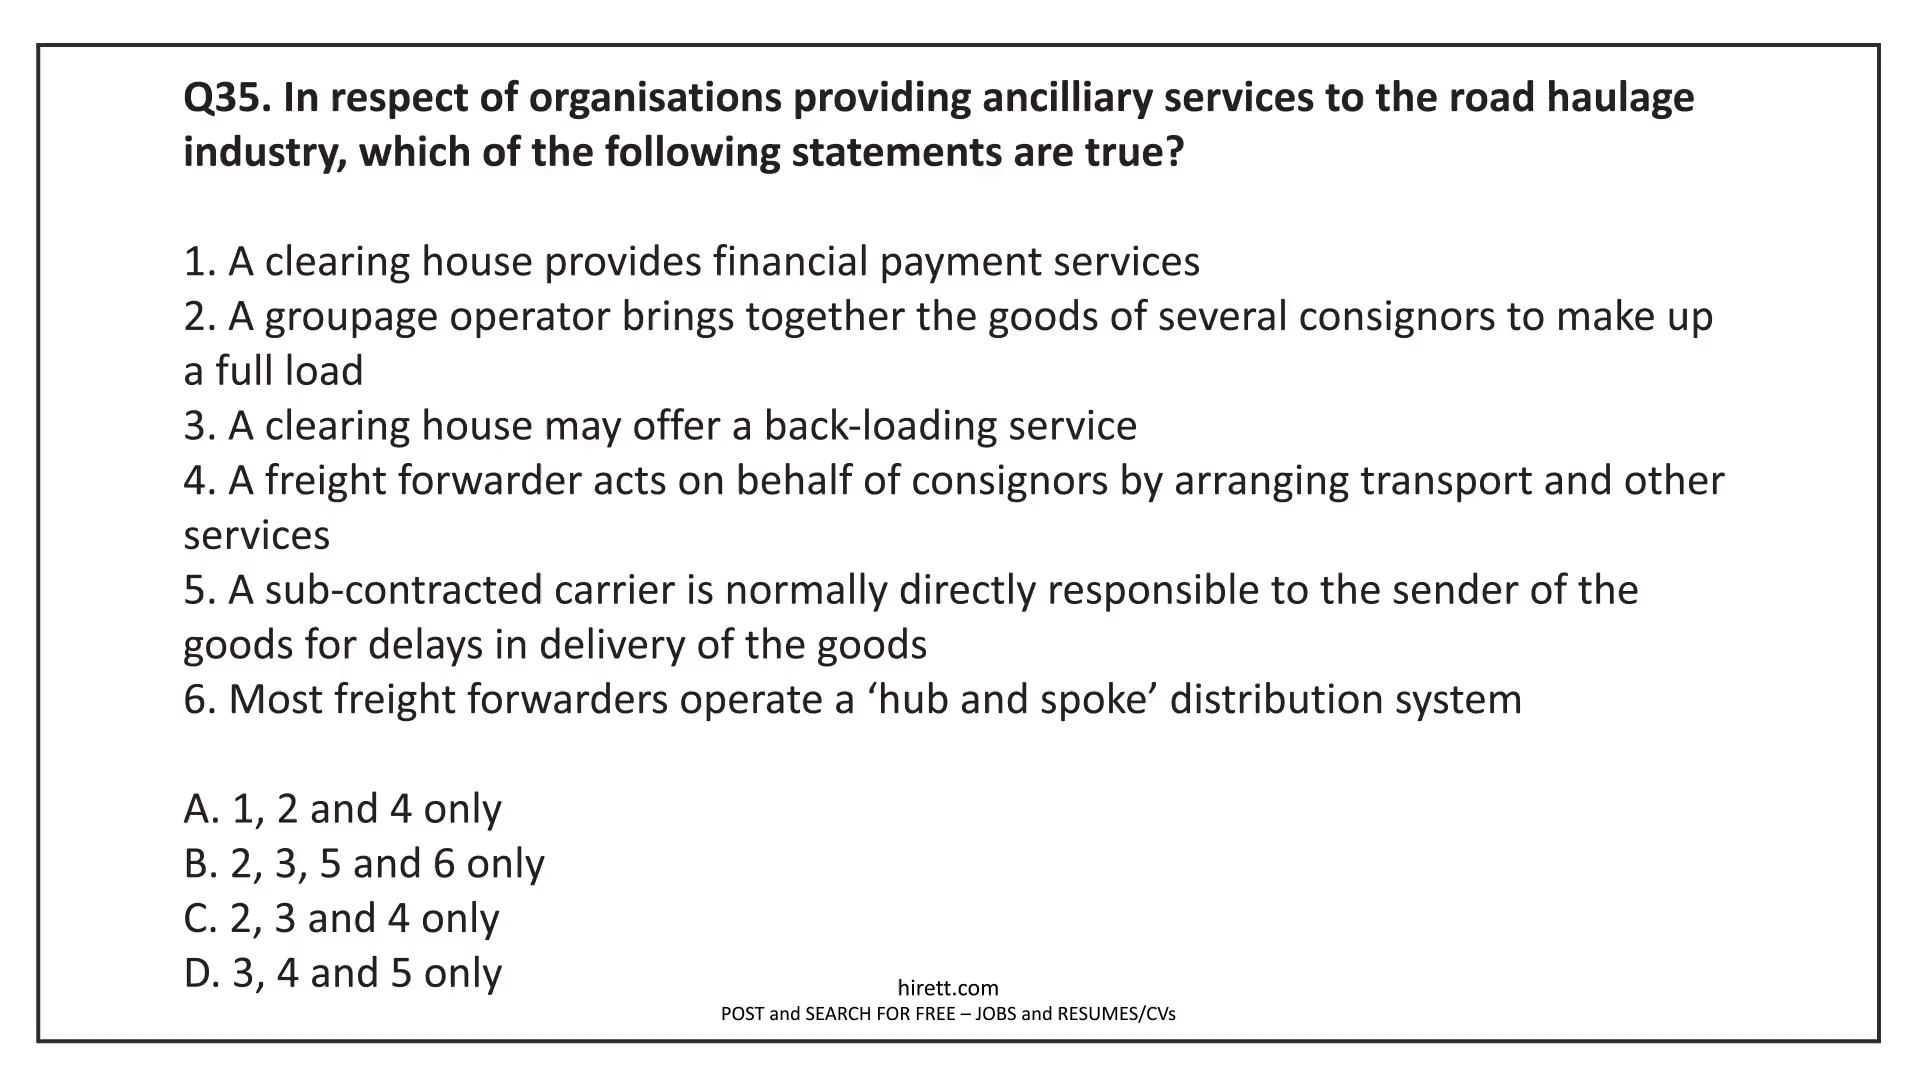 Q35. In respect of organisations providing ancilliary services to the road haulage
industry, which of the following statements are true?
1. A clearing house provides financial payment services
2. A groupage operator brings together the goods of several consignors to make up
a full load
3. A clearing house may offer a back-loading service
4. A freight forwarder acts on behalf of consignors by arranging transport and other
services
5. A sub-contracted carrier is normally directly responsible to the sender of the
goods for delays in delivery of the goods
6. Most freight forwarders operate a ‘hub and spoke’ distribution system
A. 1, 2 and 4 only
B. 2, 3, 5 and 6 only
C. 2, 3 and 4 only
D. 3, 4 and 5 only
hirett.com
POST and SEARCH FOR FREE – JOBS and RESUMES/CVs